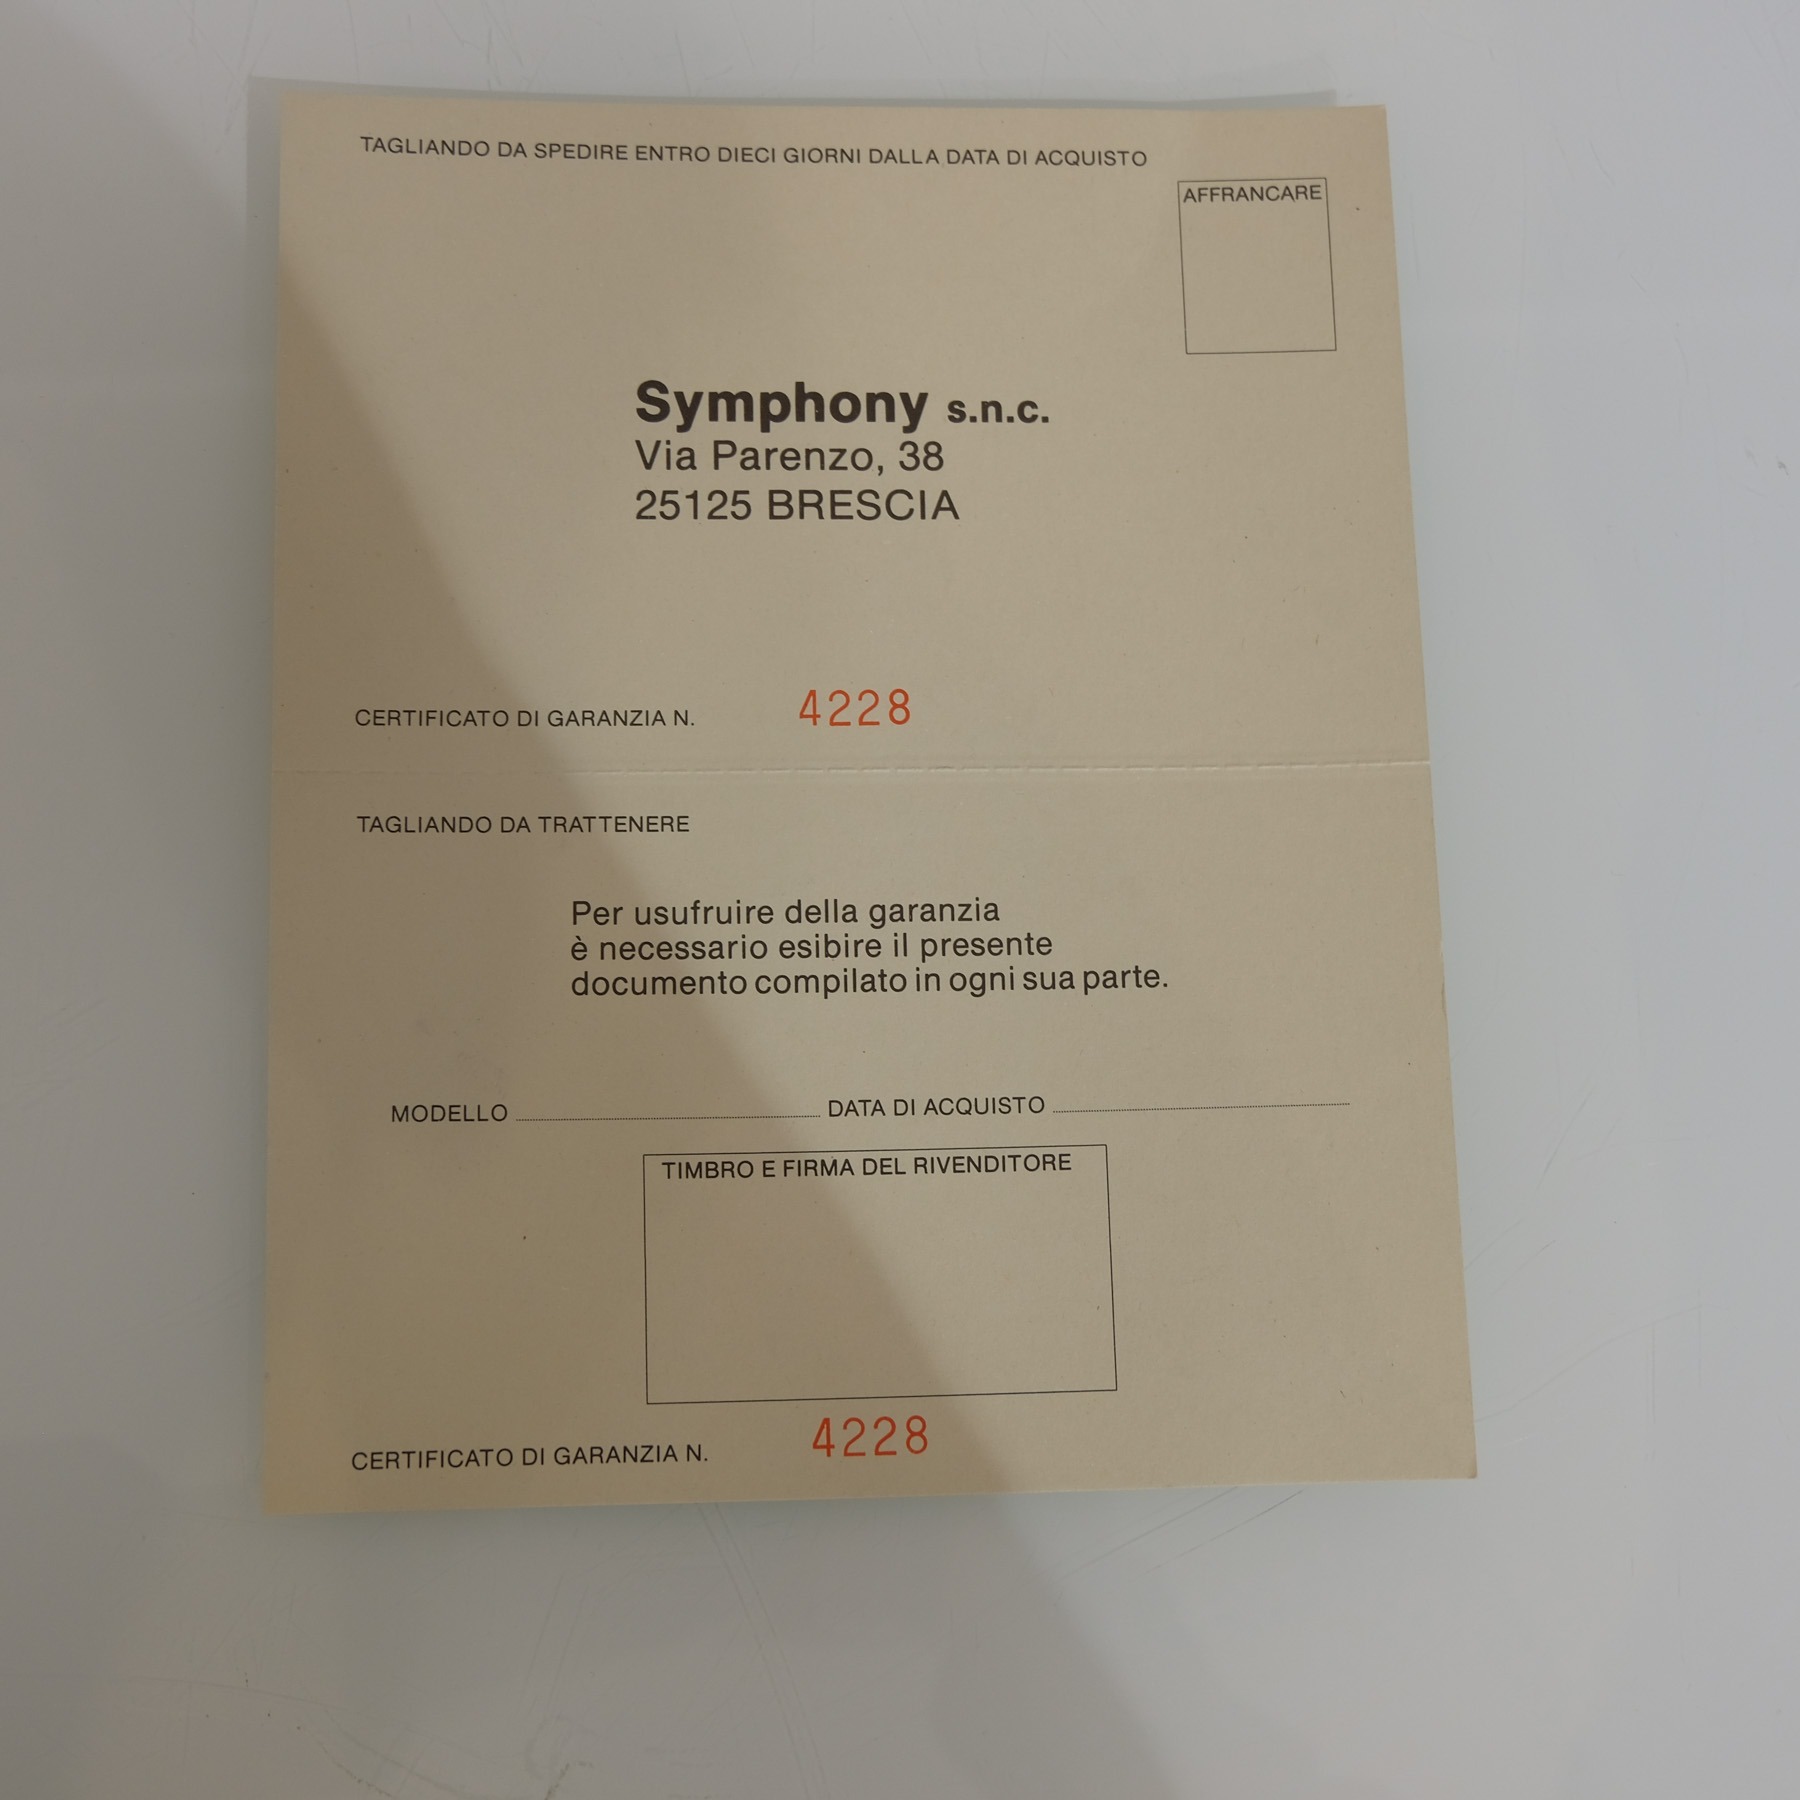 TAGLIANDO DA SPEDIRE ENTRO DIECI GIORNI DALLA DATA DI ACQUISTO
AFFRANCARE
Symphony s.n.c.
Via Parenzo, 38
25125 BRESCIA
CERTIFICATO DI GARANZIA N. 4228
TAGLIANDO DA TRATTENERE
Per usufruire della garanzia
è necessario esibire il presente
documento compilato in ogni sua parte.
MODELLO DATA DI ACQUISTO
TIMBRO E FIRMA DEL RIVENDITORE
CERTIFICATO DI GARANZIA N. 4228